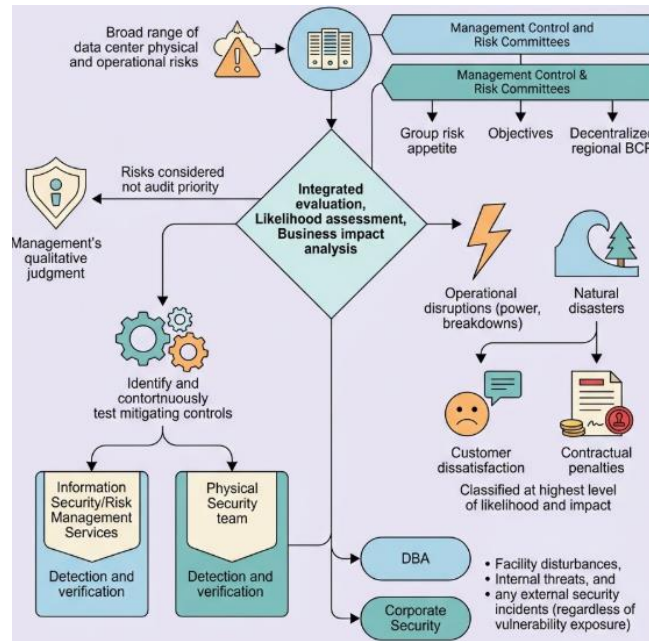 Broad range of
data center physical
and operational risks
Management Control and
Risk Committees
Management Control &
Risk Committees
Group risk
appetite
Objectives
Decentralized
regional BCP
Risks considered
not audit priority
Management's
qualitative
judgment
Integrated
evaluation,
Likelihood assessment,
Business impact
analysis
Operational
disruptions (power,
breakdowns)
Natural
disasters
Identify and
contortnuously
test mitigating controls
Customer
dissatisfaction
Contractual
penalties
Classified at highest level
of likelihood and impact
Information
Security/Risk
Management
Services
Detection and
verification
Physical
Security
team
Detection and
verification
DBA
Corporate
Security
• Facility disturbances,
• Internal threats, and
• any external security
incidents (regardless of
vulnerability exposure)